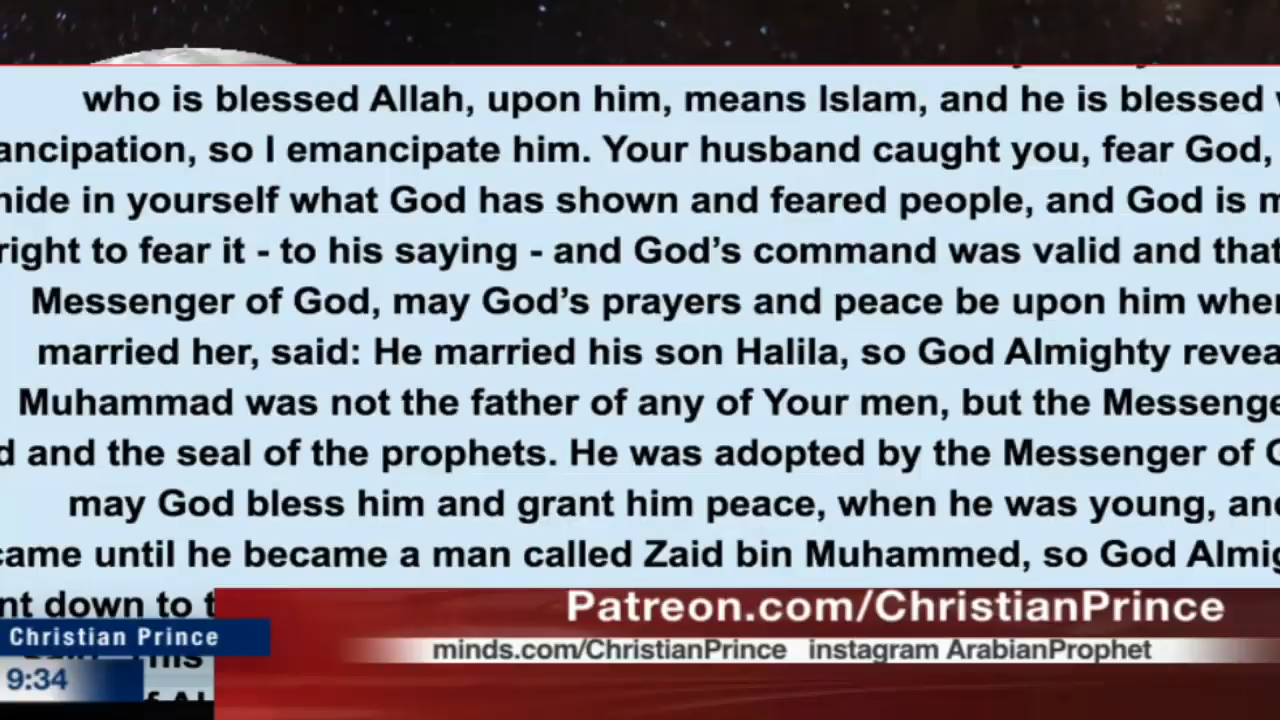 who is blessed Allah, upon him, means Islam, and he is blessed
ancipation, so I emancipate him. Your husband caught you, fear God,
hide in yourself what God has shown and feared people, and God is m
right to fear it - to his saying - and God's command was valid and that
Messenger of God, may God's prayers and peace be upon him whe
married her, said: He married his son Halila, so God Almighty revea
Muhammad was not the father of any of Your men, but the Messenge
d and the seal of the prophets. He was adopted by the Messenger of G
may God bless him and grant him peace, when he was young, and
came until he became a man called Zaid bin Muhammed, so God Almig
nt down to t
Patreon.com/ChristianPrince
Christian Prince
minds.com/ChristianPrince instagram ArabianProphet
9:34